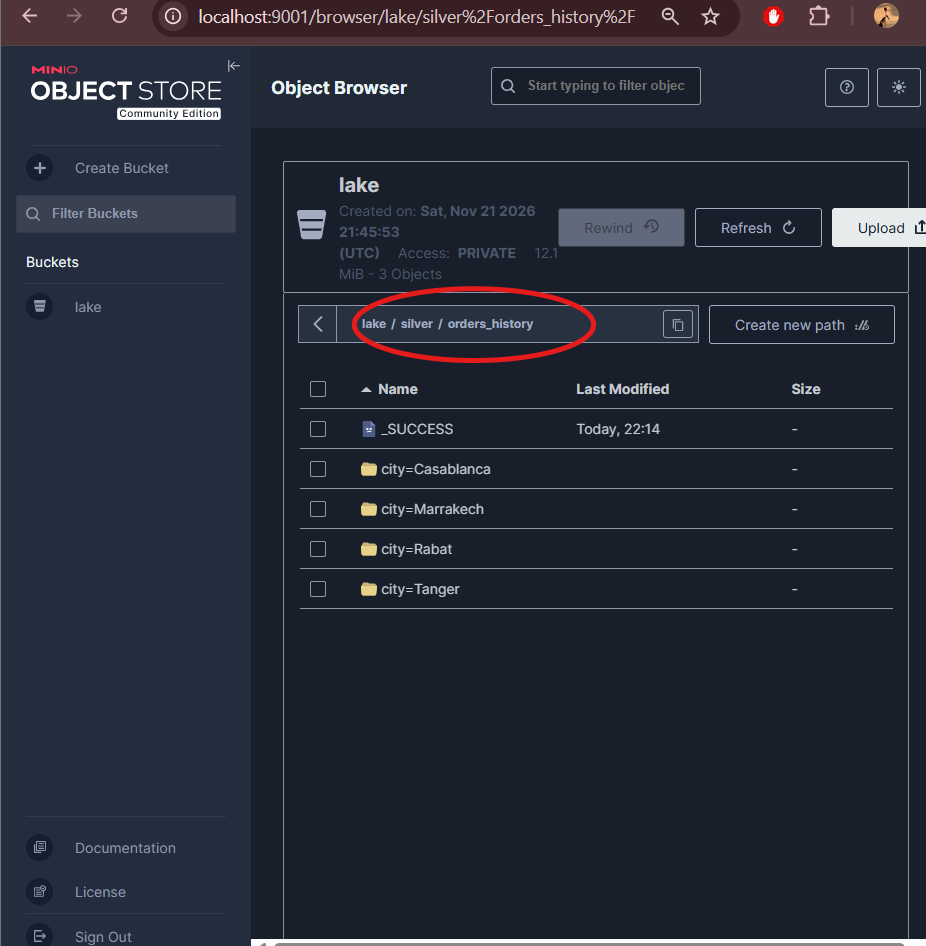 localhost:9001/browser/lake/silver%2Forders_history%2F
MINIO
OBJECT STORE
Community Edition
Create Bucket
Filter Buckets
Buckets
lake
Documentation
License
Sign Out
Object Browser
Start typing to filter objec
lake
Created on: Sat, Nov 21 2026
21:45:53
(UTC) Access: PRIVATE 12.1
MiB - 3 Objects
Rewind
Refresh
Upload
lake / silver / orders_history
Create new path
Name Last Modified Size
_SUCCESS Today, 22:14 -
city=Casablanca -
city=Marrakech -
city=Rabat -
city=Tanger -